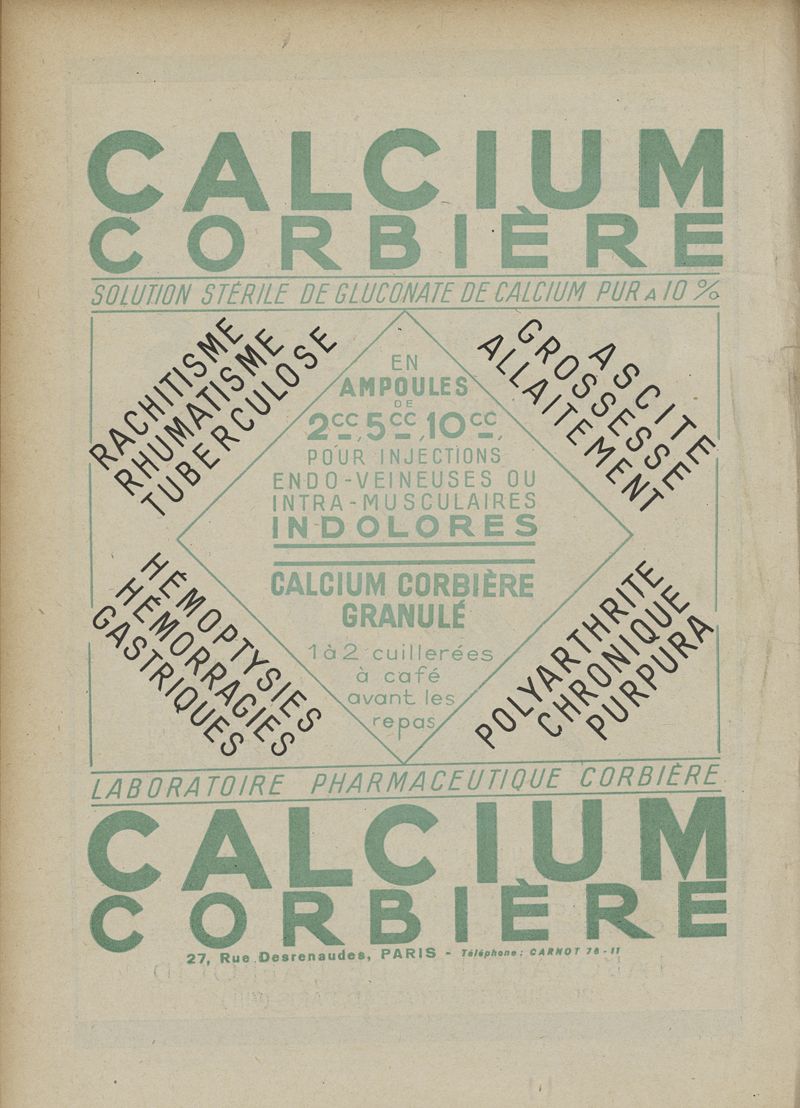 CALCIUM
CORBIÈRE
SOLUTION STÉRILE DE GLUCONATE DE CALCIUM PUR A 10 %
RACHITISME
RHUMATISME
TUBERCULOSE
ASCITE
GROSSESSE
ALLAITEMENT
EN
AMPOULES
DE
2cc, 5cc, 10cc,
POUR INJECTIONS
ENDO-VEINEUSES OU
INTRA-MUSCULAIRES
INDOLORES
CALCIUM CORBIÈRE
GRANULÉ
1 à 2 cuillerées
à café
avant les
repas
HÉMOPTYSIES
HÉMORRAGIES
GASTRIQUES
POLYARTHRITE
CHRONIQUE
PURPURA
LABORATOIRE PHARMACEUTIQUE CORBIÈRE
CALCIUM
CORBIÈRE
27, Rue Desrenaudes, PARIS - Téléphone: CARNOT 78-11